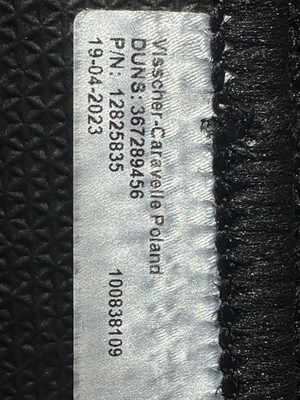 Visscher-Caravelle Poland
DUNS: 367289456
P/N: 12825835
19-04-2023 100838109